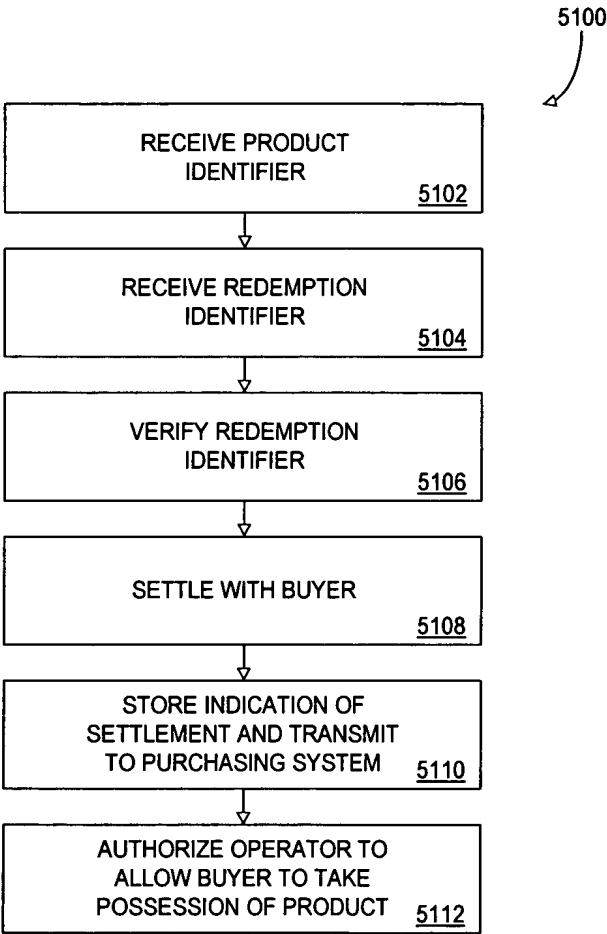 5100
RECEIVE PRODUCT
IDENTIFIER
5102
RECEIVE REDEMPTION
IDENTIFIER
5104
VERIFY REDEMPTION
IDENTIFIER
5106
SETTLE WITH BUYER
5108
STORE INDICATION OF
SETTLEMENT AND TRANSMIT
TO PURCHASING SYSTEM
5110
AUTHORIZE OPERATOR TO
ALLOW BUYER TO TAKE
POSSESSION OF PRODUCT
5112